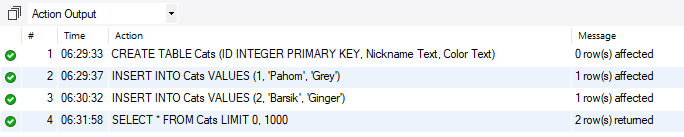 Action Output
# Time Action Message
1 06:29:33 CREATE TABLE Cats (ID INTEGER PRIMARY KEY, Nickname Text, Color Text) 0 row(s) affected
2 06:29:37 INSERT INTO Cats VALUES (1, 'Pahom', 'Grey') 1 row(s) affected
3 06:30:32 INSERT INTO Cats VALUES (2, 'Barsik', 'Ginger') 1 row(s) affected
4 06:31:58 SELECT * FROM Cats LIMIT 0, 1000 2 row(s) returned